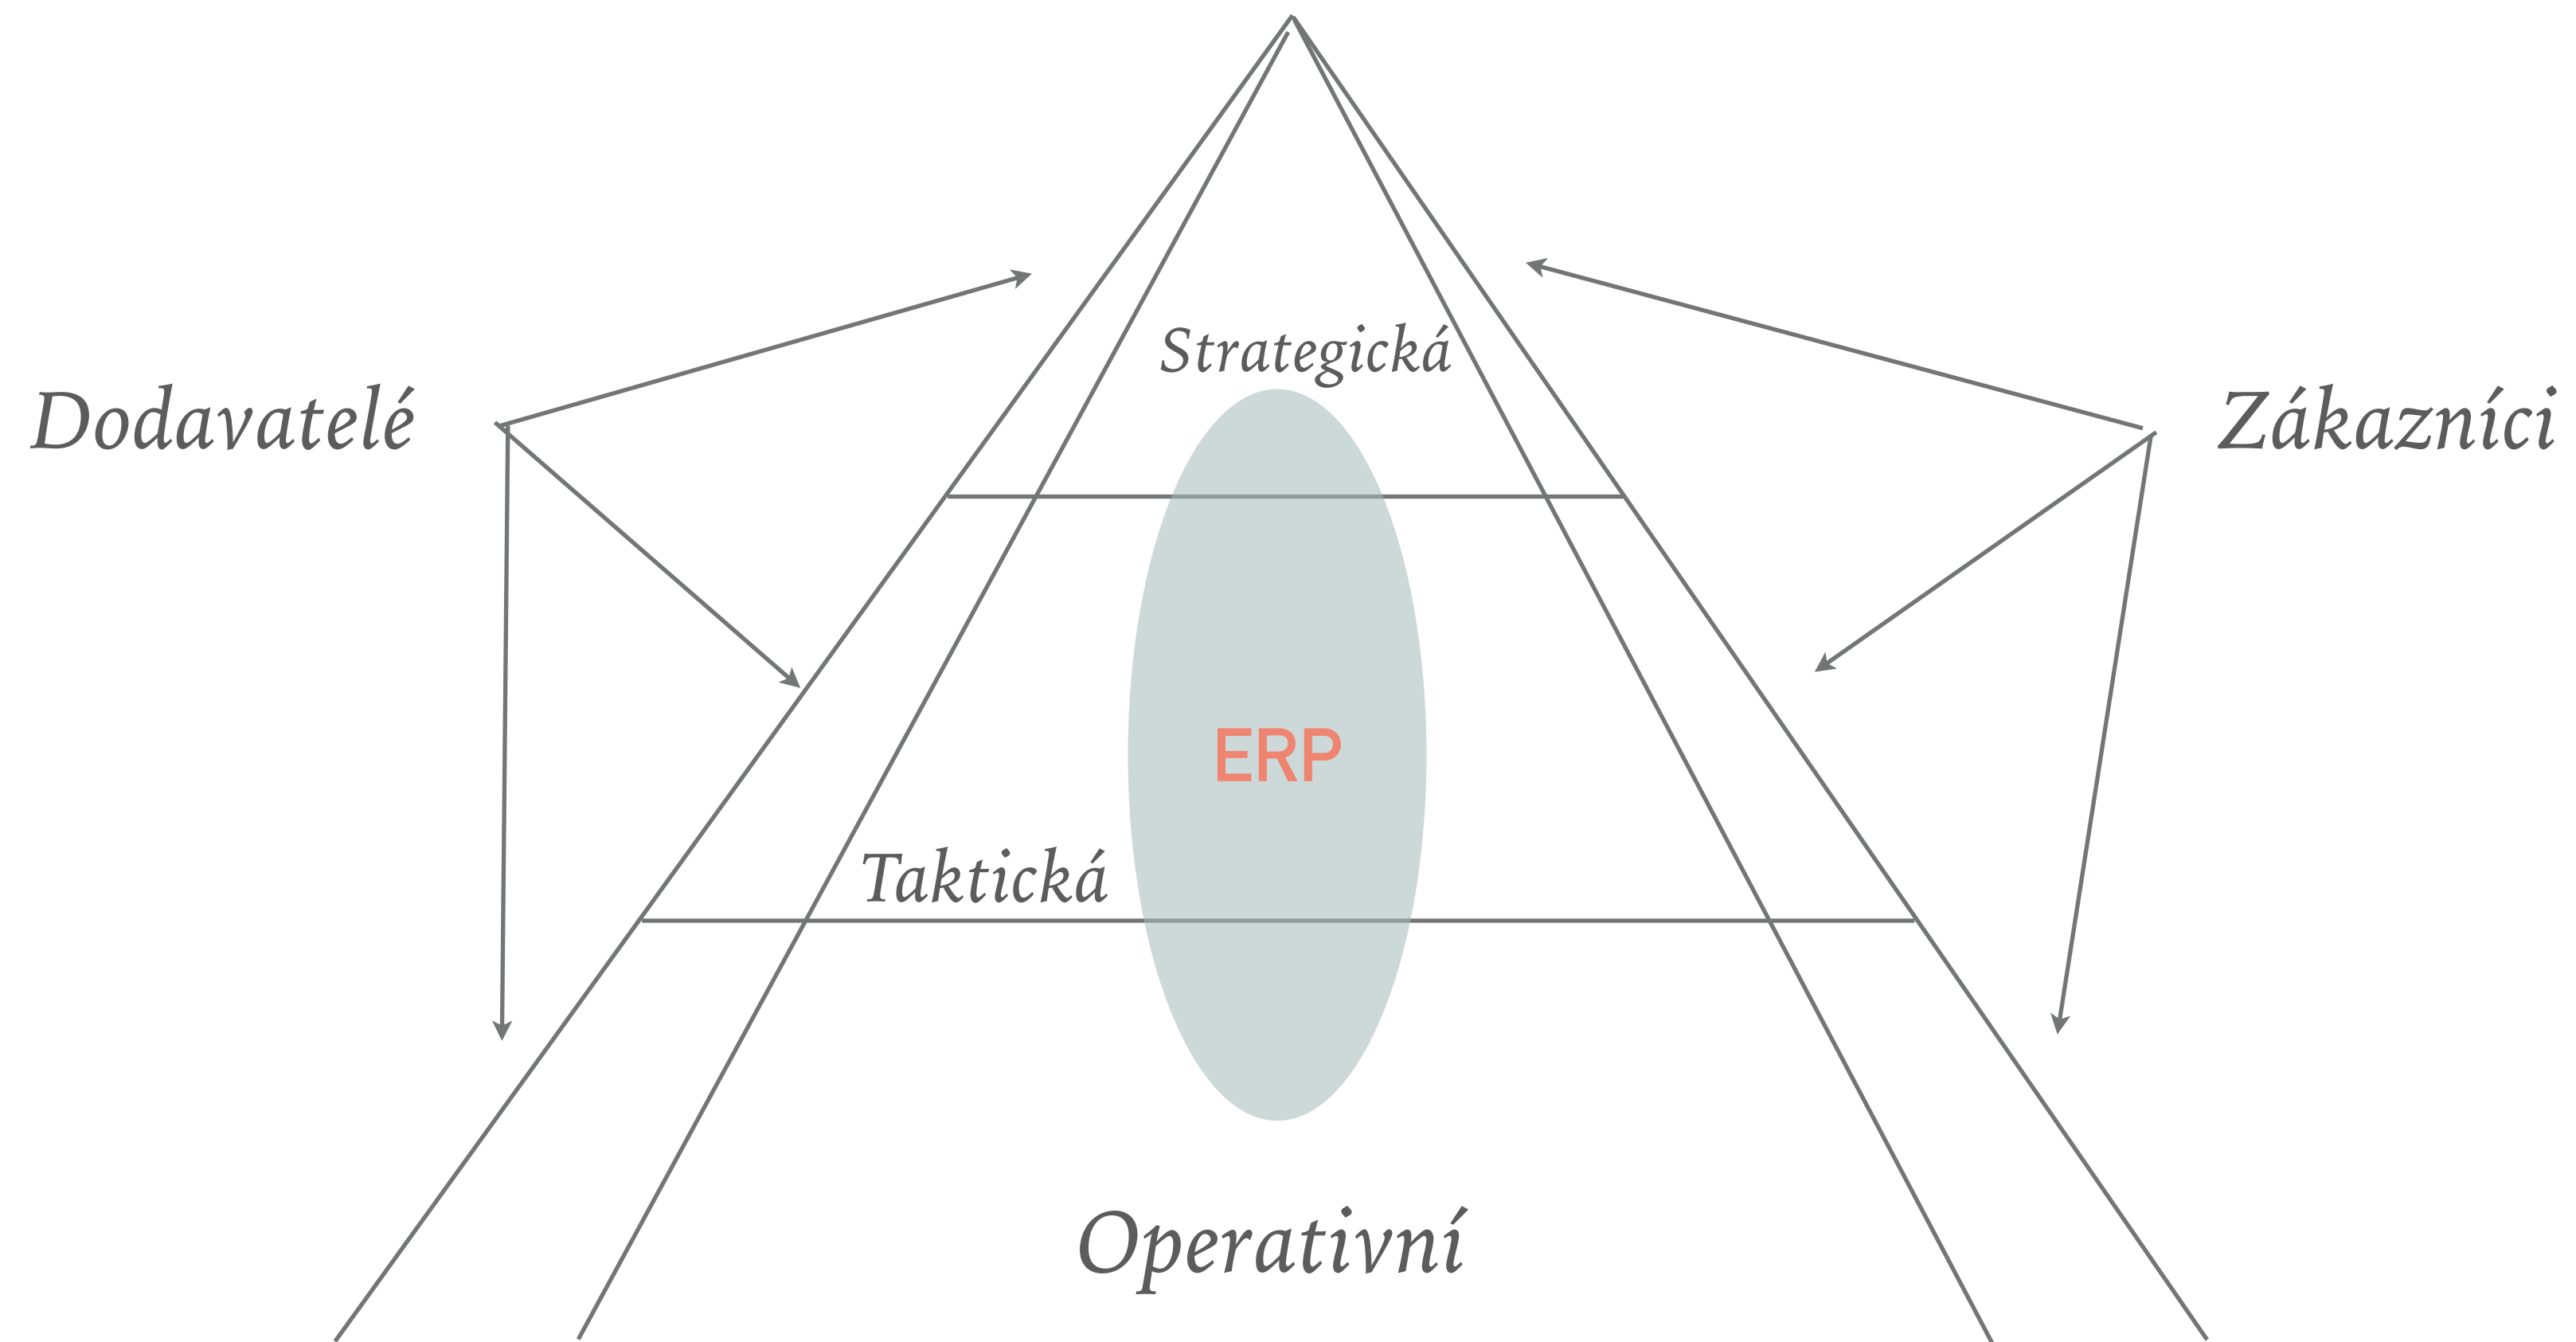 Strategická
Dodavatelé
Zákazníci
ERP
Taktická
Operativní